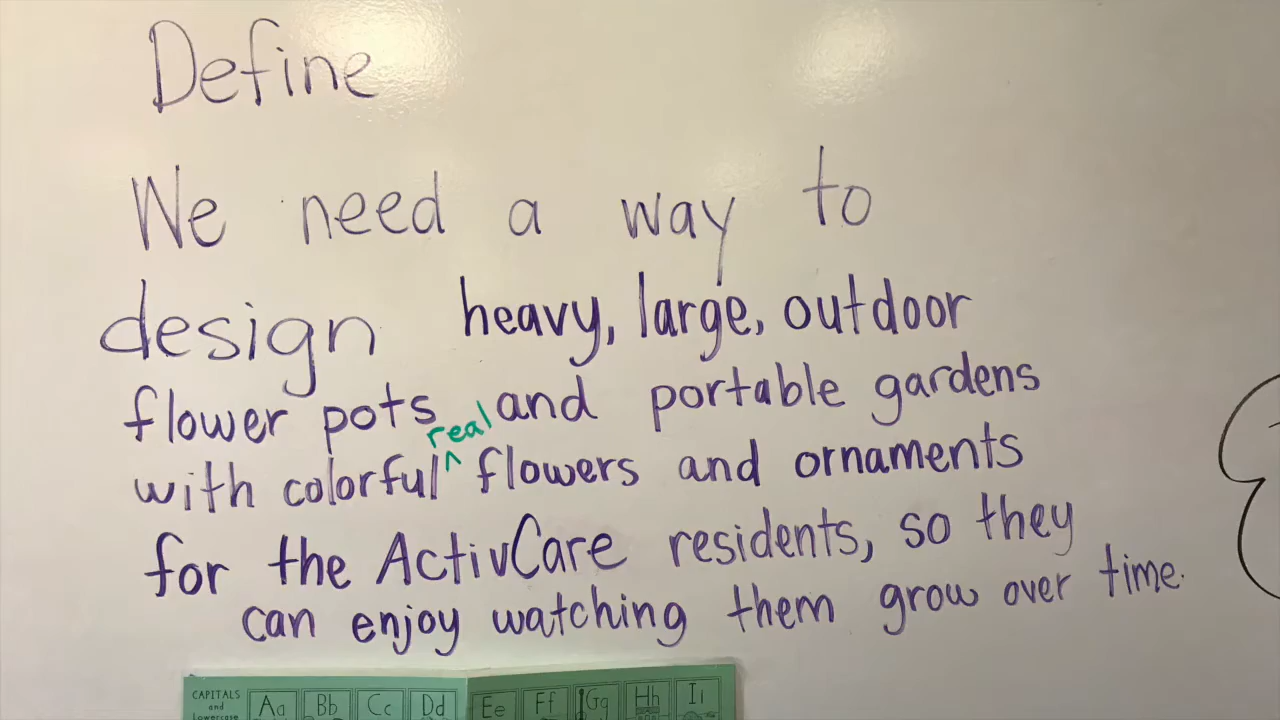 Define
We need a way to
design heavy, large, outdoor
flower pots and portable gardens
with colorful real flowers and ornaments
for the ActivCare residents, so they
can enjoy watching them grow over time.
CAPITALS and Lowercase Aa Bb Cc Dd Ee Ff Gg Hh Ii